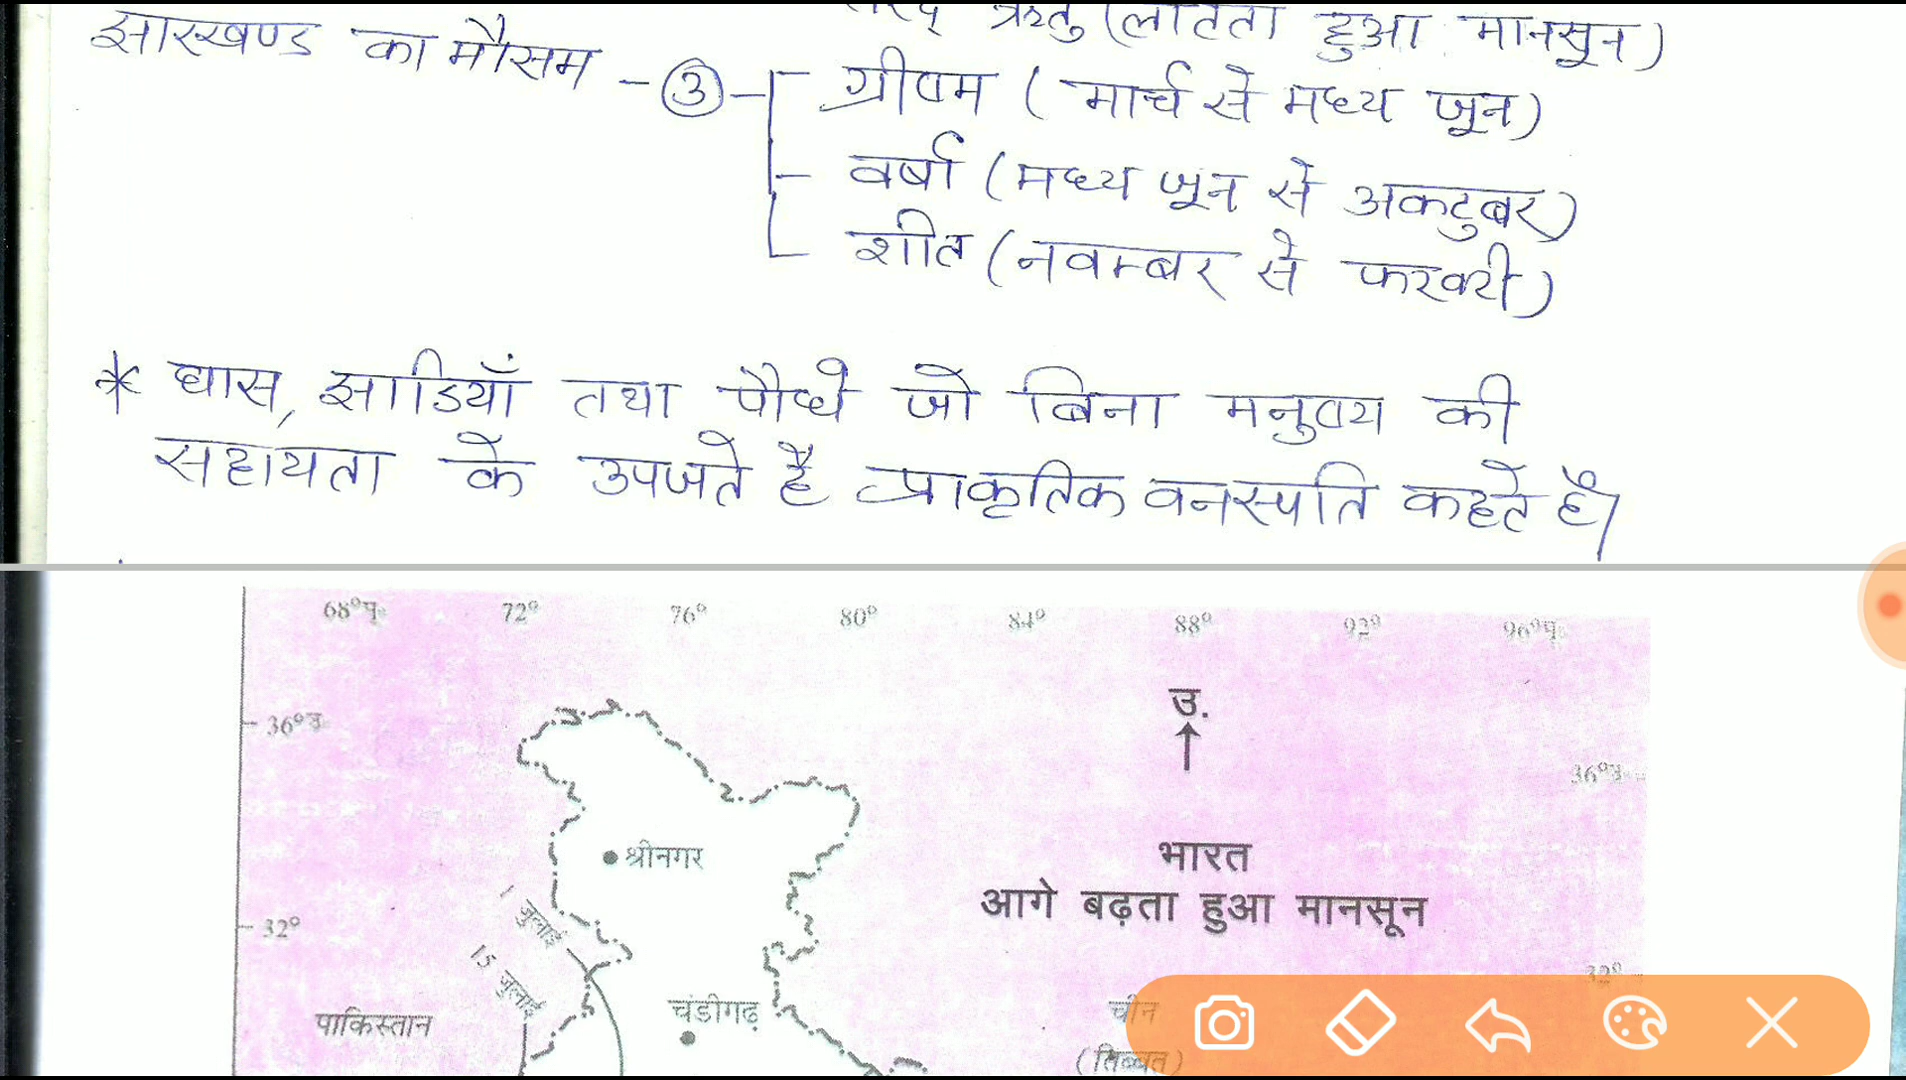 ऋतु (लौटता हुआ मानसून)
झारखण्ड का मौसम - ③
ग्रीष्म ( मार्च से मध्य जून)
वर्षा (मध्य जून से अक्टुबर)
शीत (नवम्बर से फरवरी)
* घास, झाडियाँ तथा पौधे जो बिना मनुष्य की
सहायता के उपजते है प्राकृतिक वनस्पति कहते हैं।
68°पू. 72° 76° 80° 84° 88° 92° 96°पू.
उ.
36°उ.
36°उ.
श्रीनगर
भारत
आगे बढ़ता हुआ मानसून
1 जुलाई
32°
32°
15 जुलाई
पाकिस्तान
चंडीगढ़
चीन
(तिब्बत)